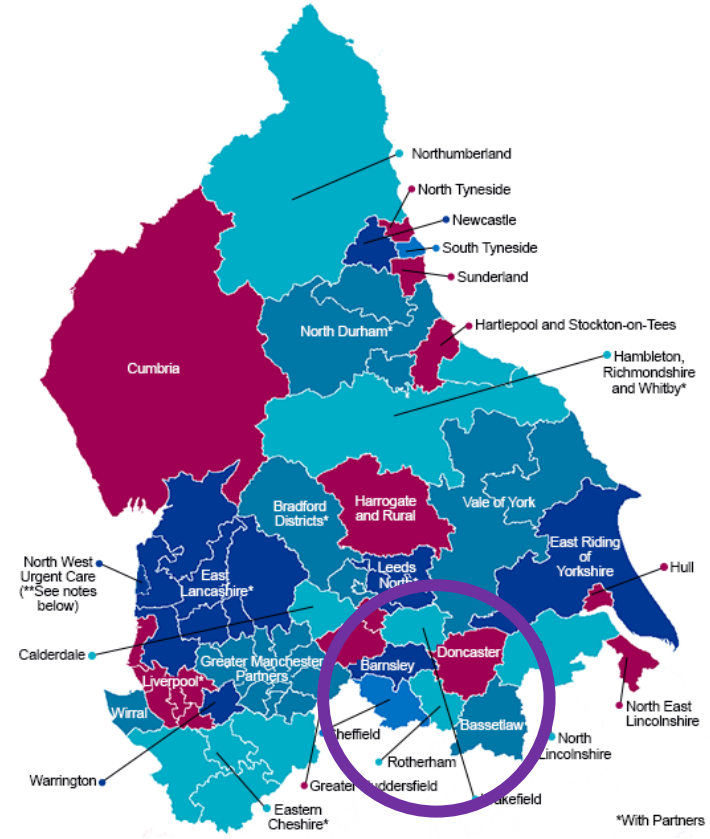 Northumberland
North Tyneside
Newcastle
South Tyneside
Sunderland
North Durham*
Hartlepool and Stockton-on-Tees
Hambleton,
Richmondshire
and Whitby*
Cumbria
Bradford
Districts*
Harrogate
and Rural
Vale of York
East Riding
of
Yorkshire
Hull
North West
Urgent Care
(**See notes
below)
East
Lancashire*
Leeds
North*
Calderdale
Greater Manchester
Partners
Barnsley
Doncaster
Liverpool*
Wirral
Bassetlaw
North East
Lincolnshire
Sheffield
North
Lincolnshire
Rotherham
Warrington
Greater Huddersfield
Wakefield
Eastern
Cheshire*
*With Partners